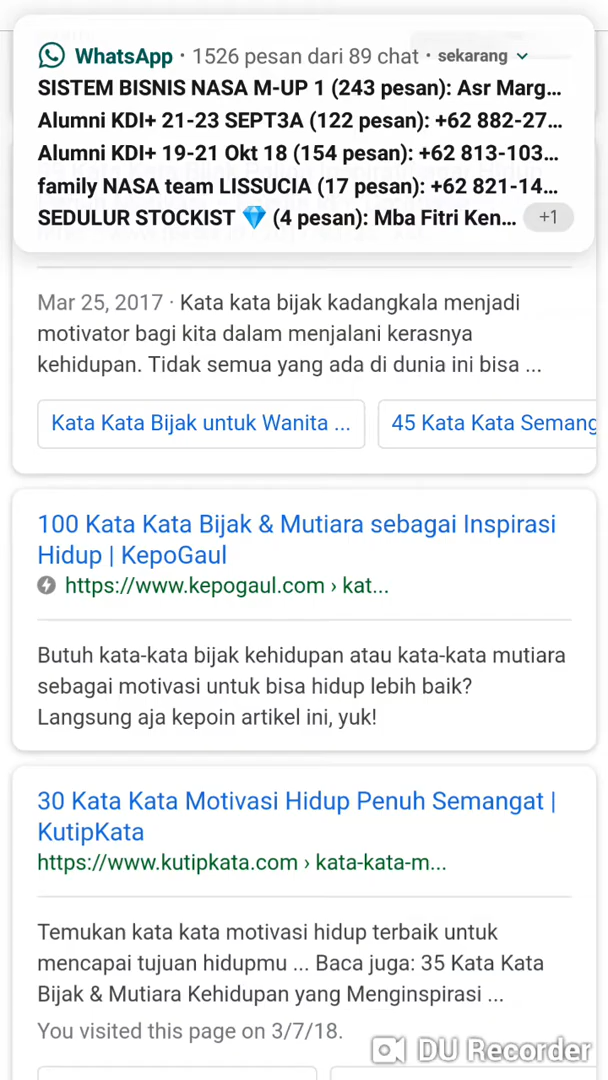 WhatsApp · 1526 pesan dari 89 chat · sekarang
SISTEM BISNIS NASA M-UP 1 (243 pesan): Asr Marg...
Alumni KDI+ 21-23 SEPT3A (122 pesan): +62 882-27...
Alumni KDI+ 19-21 Okt 18 (154 pesan): +62 813-103...
family NASA team LISSUCIA (17 pesan): +62 821-14...
SEDULUR STOCKIST 💎 (4 pesan): Mba Fitri Ken... +1
Mar 25, 2017 · Kata kata bijak kadangkala menjadi
motivator bagi kita dalam menjalani kerasnya
kehidupan. Tidak semua yang ada di dunia ini bisa ...
Kata Kata Bijak untuk Wanita ...
45 Kata Kata Semang
100 Kata Kata Bijak & Mutiara sebagai Inspirasi
Hidup | KepoGaul
https://www.kepogaul.com › kat...
Butuh kata-kata bijak kehidupan atau kata-kata mutiara
sebagai motivasi untuk bisa hidup lebih baik?
Langsung aja kepoin artikel ini, yuk!
30 Kata Kata Motivasi Hidup Penuh Semangat |
KutipKata
https://www.kutipkata.com › kata-kata-m...
Temukan kata kata motivasi hidup terbaik untuk
mencapai tujuan hidupmu ... Baca juga: 35 Kata Kata
Bijak & Mutiara Kehidupan yang Menginspirasi ...
You visited this page on 3/7/18.
DU Recorder